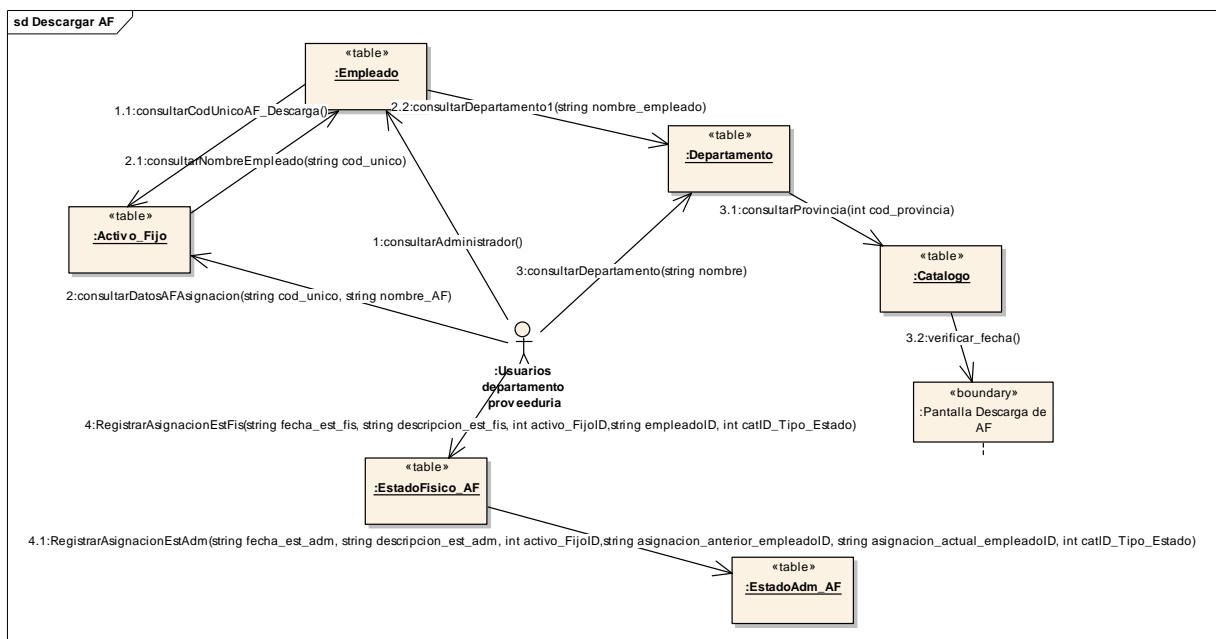 sd Descargar AF
«table»
:Empleado
1.1:consultarCodUnicoAF_Descarga()
2.2:consultarDepartamento1(string nombre_empleado)
«table»
:Departamento
2.1:consultarNombreEmpleado(string cod_unico)
«table»
:Activo_Fijo
3.1:consultarProvincia(int cod_provincia)
1:consultarAdministrador()
«table»
:Catalogo
3:consultarDepartamento(string nombre)
2:consultarDatosAFAsignacion(string cod_unico, string nombre_AF)
3.2:verificar_fecha()
:Usuarios
departamento
proveeduria
«boundary»
:Pantalla Descarga de
AF
4:RegistrarAsignacionEstFis(string fecha_est_fis, string descripcion_est_fis, int activo_FijoID,string empleadoID, int catID_Tipo_Estado)
«table»
:EstadoFisico_AF
4.1:RegistrarAsignacionEstAdm(string fecha_est_adm, string descripcion_est_adm, int activo_FijoID,string asignacion_anterior_empleadoID, string asignacion_actual_empleadoID, int catID_Tipo_Estado)
«table»
:EstadoAdm_AF